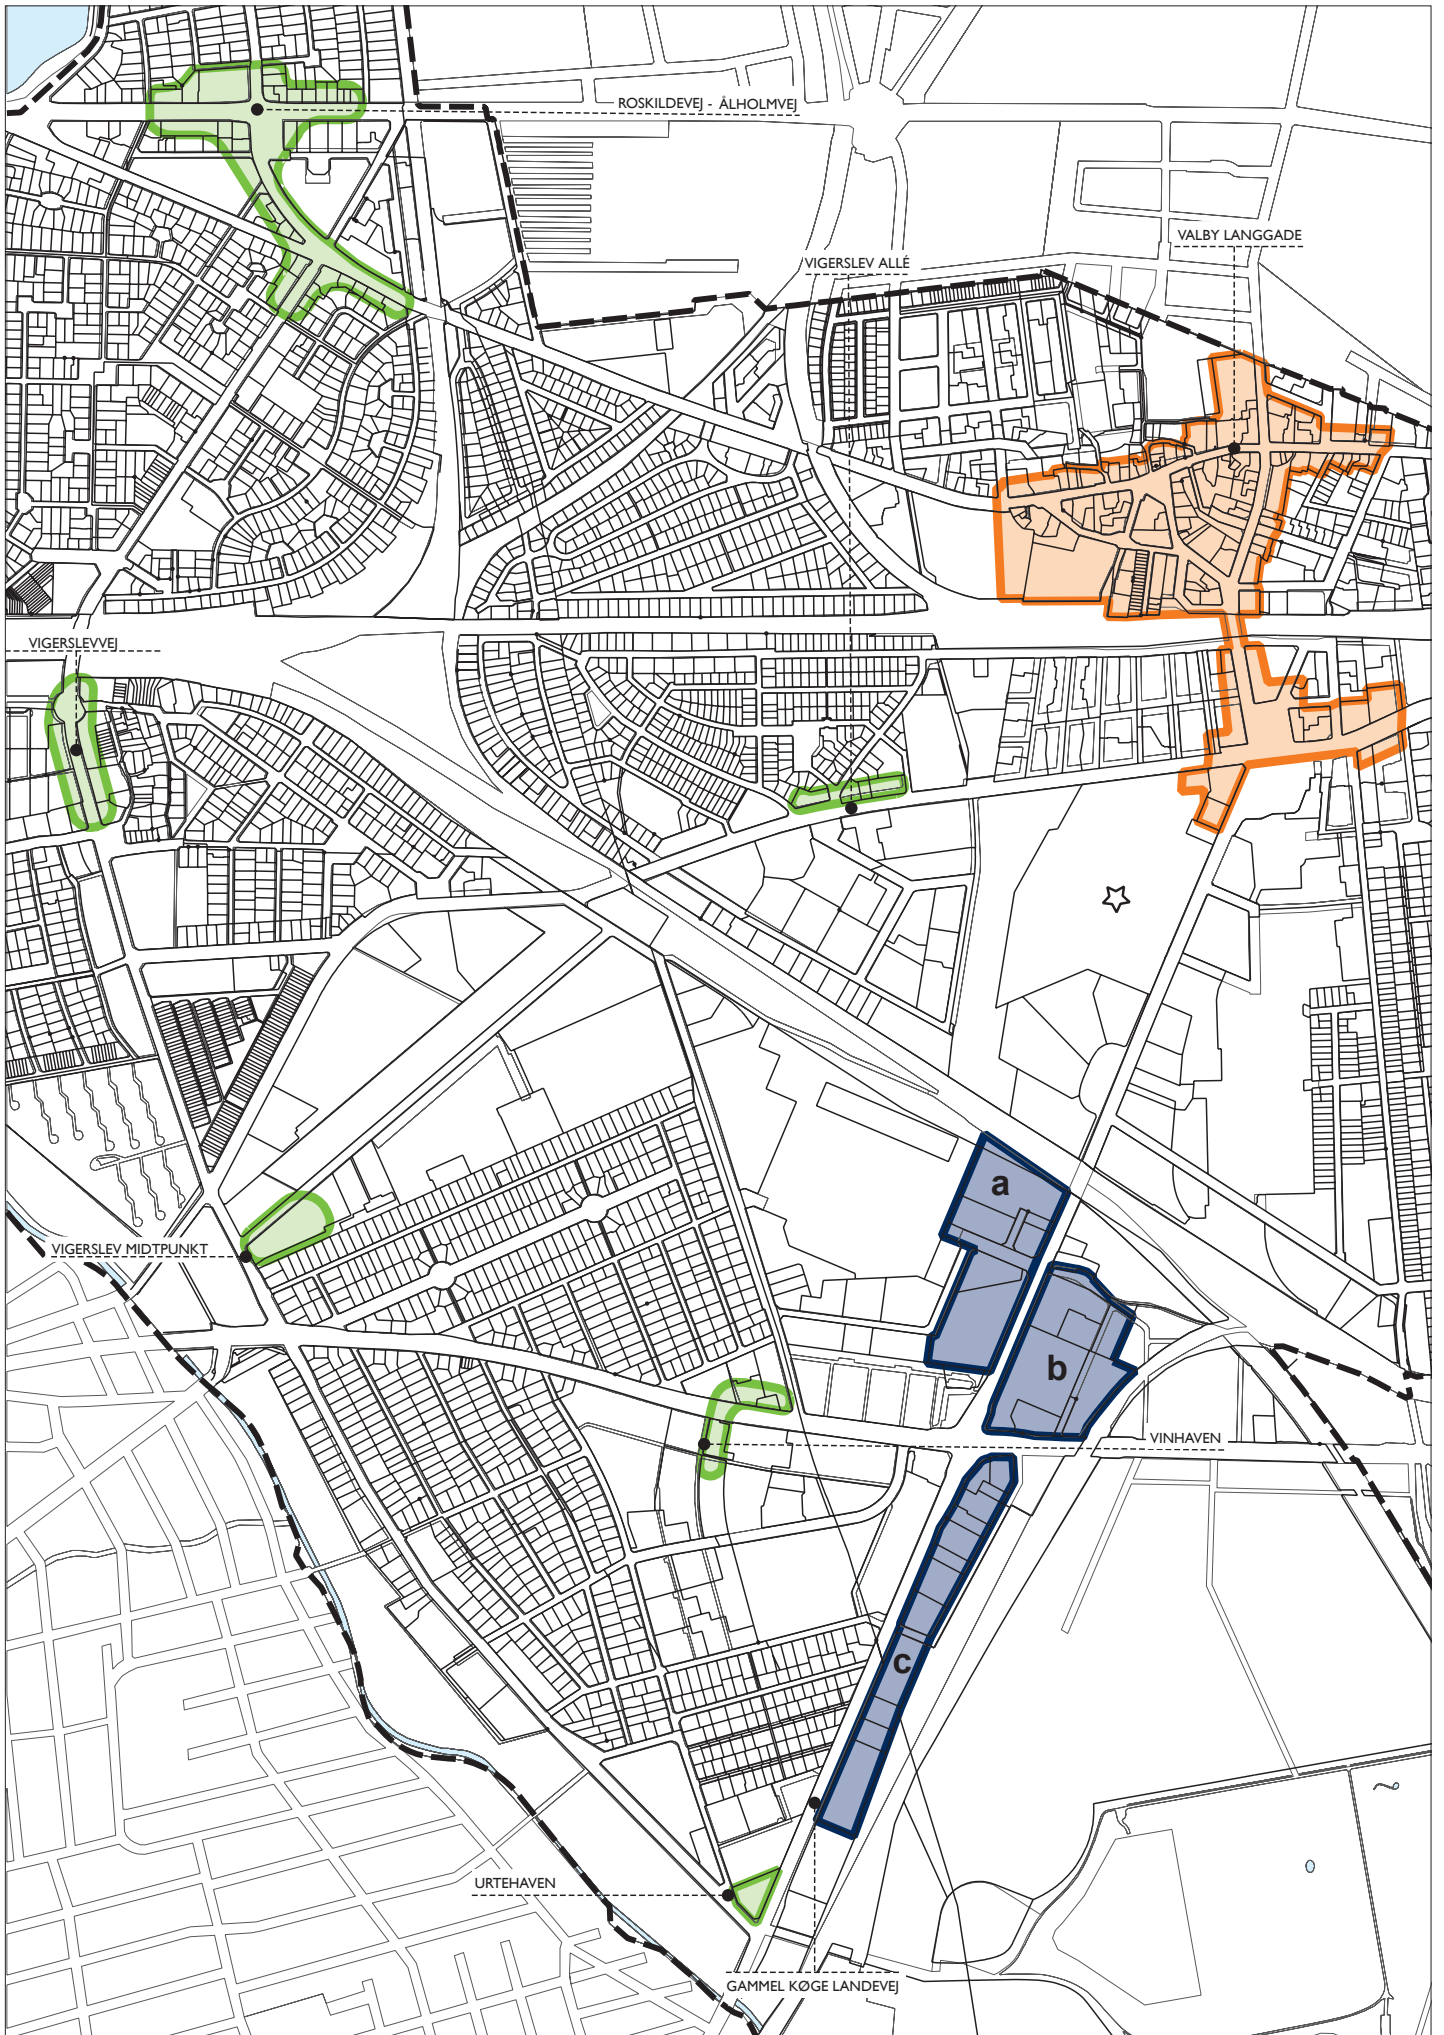 ROSKILDEVEJ - ÅLHOLMVEJ
VALBY LANGGADE
VIGERSLEV ALLÉ
VIGERSLEVVEJ
a
VIGERSLEV MIDTPUNKT
b
VINHAVEN
c
URTEHAVEN
GAMMEL KØGE LANDEVEJ